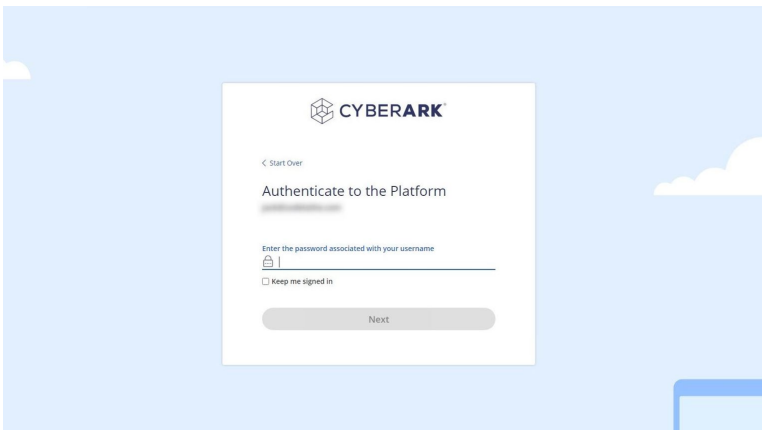 CYBERARK
< Start Over
Authenticate to the Platform
Enter the password associated with your username
Keep me signed in
Next